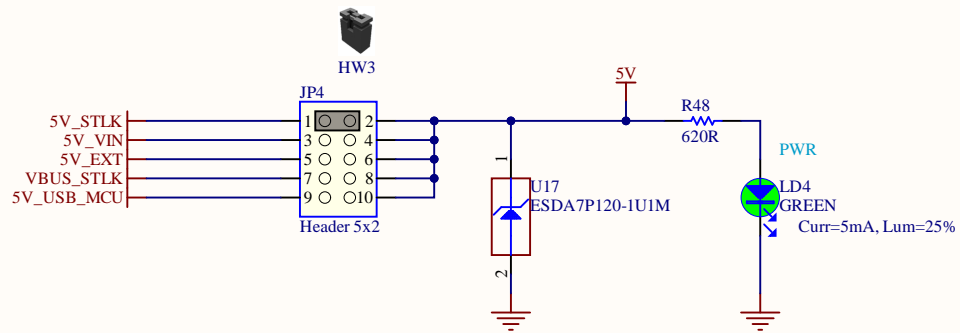 HW3
JP4
5V
5V_STLK 1 2
R48
5V_VIN 3 4
620R
5V_EXT 5 6
PWR
VBUS_STLK 7 8
5V_USB_MCU 9 10
Header 5x2
1
U17
ESDA7P120-1U1M
2
LD4
GREEN
Curr=5mA, Lum=25%